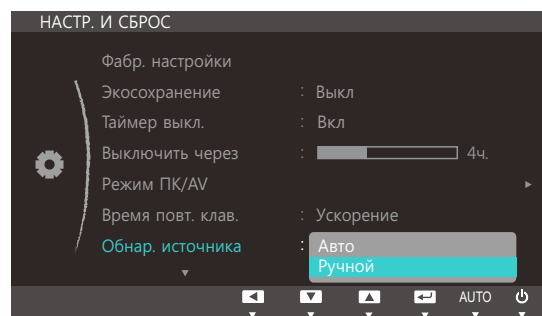 НАСТР. И СБРОС
Фабр. настройки
Экосохранение : Выкл
Таймер выкл. : Вкл
Выключить через : 4ч.
Режим ПК/AV
Время повт. клав. : Ускорение
Обнар. источника : Авто
Ручной
AUTO